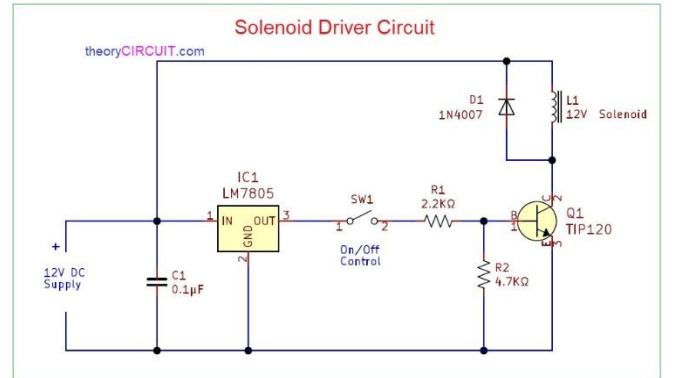 Solenoid Driver Circuit
theoryCIRCUIT.com
D1
1N4007
L1
12V Solenoid
IC1
LM7805
1 IN OUT 3
GND
2
SW1
1 2
On/Off
Control
R1
2.2KΩ
B
1
C
2
E
3
Q1
TIP120
+
12V DC
Supply
C1
0.1µF
R2
4.7KΩ